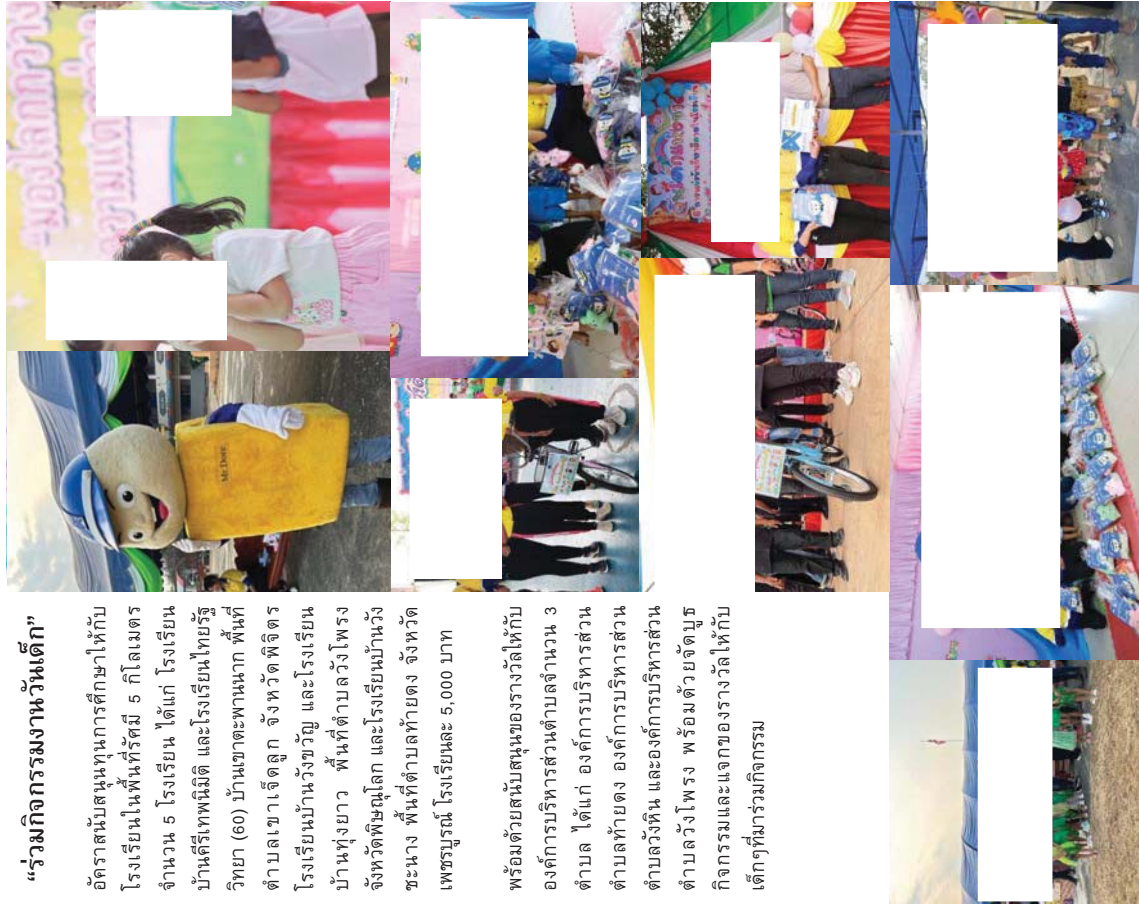 “ร่วมกิจกรรมงานวันเด็ก”
อัคราสนับสนุนทุนการศึกษาให้กับ
โรงเรียนในพื้นที่รัศมี 5 กิโลเมตร
จำนวน 5 โรงเรียน ได้แก่ โรงเรียน
บ้านคีรีเทพนิมิต และโรงเรียนไทยรัฐ
วิทยา (60) บ้านเขาตะพานนาก พื้นที่
ตำบลเขาเจ็ดลูก จังหวัดพิจิตร
โรงเรียนบ้านวังขวัญ และโรงเรียน
บ้านทุ่งยาว พื้นที่ตำบลวังโพรง
จังหวัดพิษณุโลก และโรงเรียนบ้านวัง
ชะนาง พื้นที่ตำบลท้ายดง จังหวัด
เพชรบูรณ์ โรงเรียนละ 5,000 บาท
พร้อมด้วยสนับสนุนของรางวัลให้กับ
องค์การบริหารส่วนตำบลจำนวน 3
ตำบล ได้แก่ องค์การบริหารส่วน
ตำบลท้ายดง องค์การบริหารส่วน
ตำบลวังหิน และองค์การบริหารส่วน
ตำบลวังโพรง พร้อมด้วยจัดบูธ
กิจกรรมและแจกของรางวัลให้กับ
เด็กๆที่มาร่วมกิจกรรม
Mr.Dore
“มองโลกกว้าง